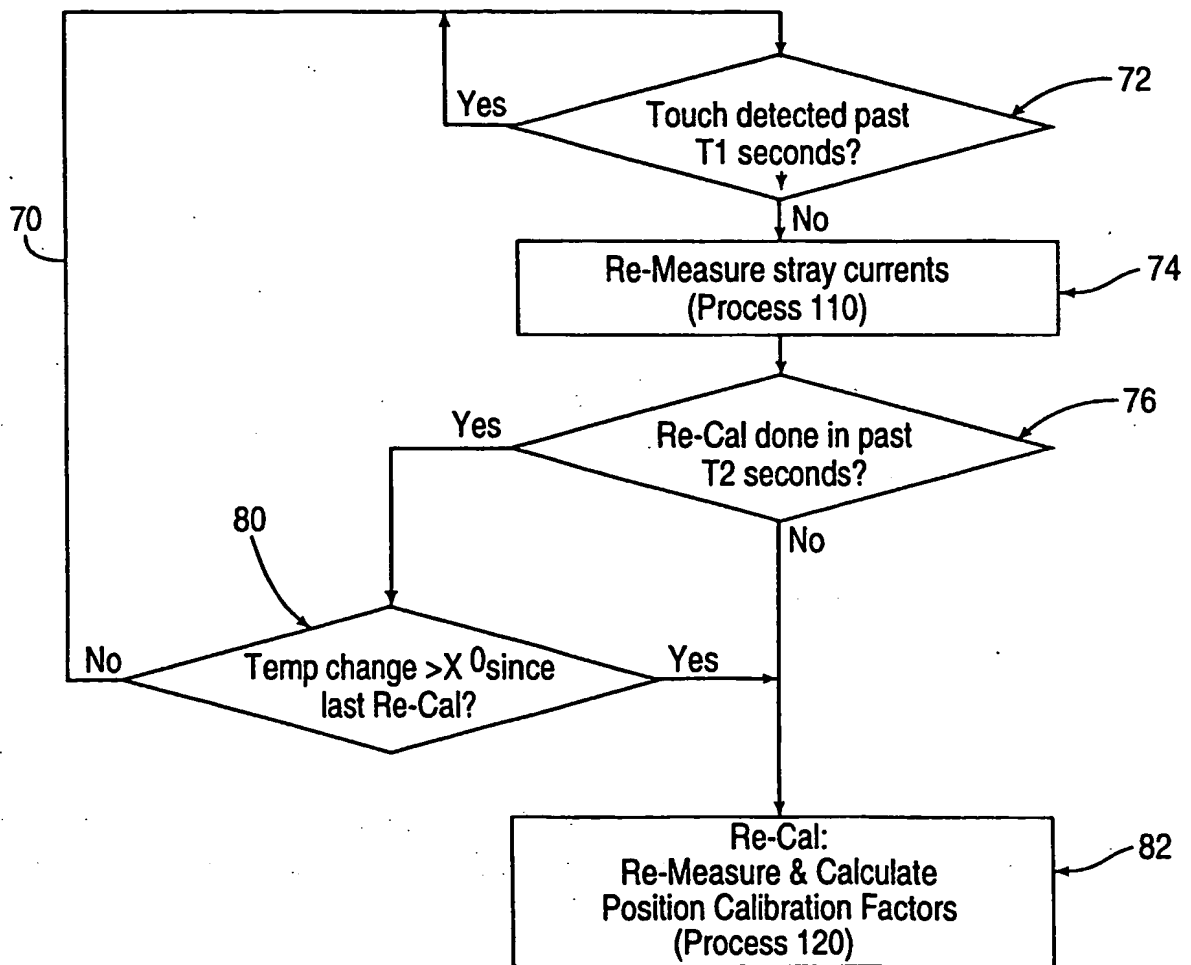 72
Yes
Touch detected past
T1 seconds?
70
No
Re-Measure stray currents
(Process 110)
74
76
Yes
Re-Cal done in past
T2 seconds?
80
No
No
Temp change >X 0since
last Re-Cal?
Yes
Re-Cal:
Re-Measure & Calculate
Position Calibration Factors
(Process 120)
82